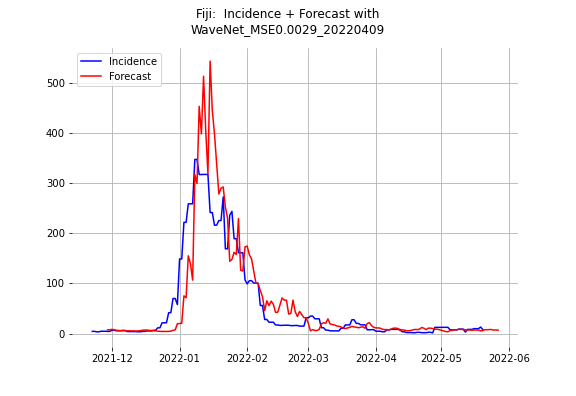 Fiji:  Incidence + Forecast with
WaveNet_MSE0.0029_20220409
Incidence
Forecast
500
400
300
200
100
0
2021-12 2022-01 2022-02 2022-03 2022-04 2022-05 2022-06